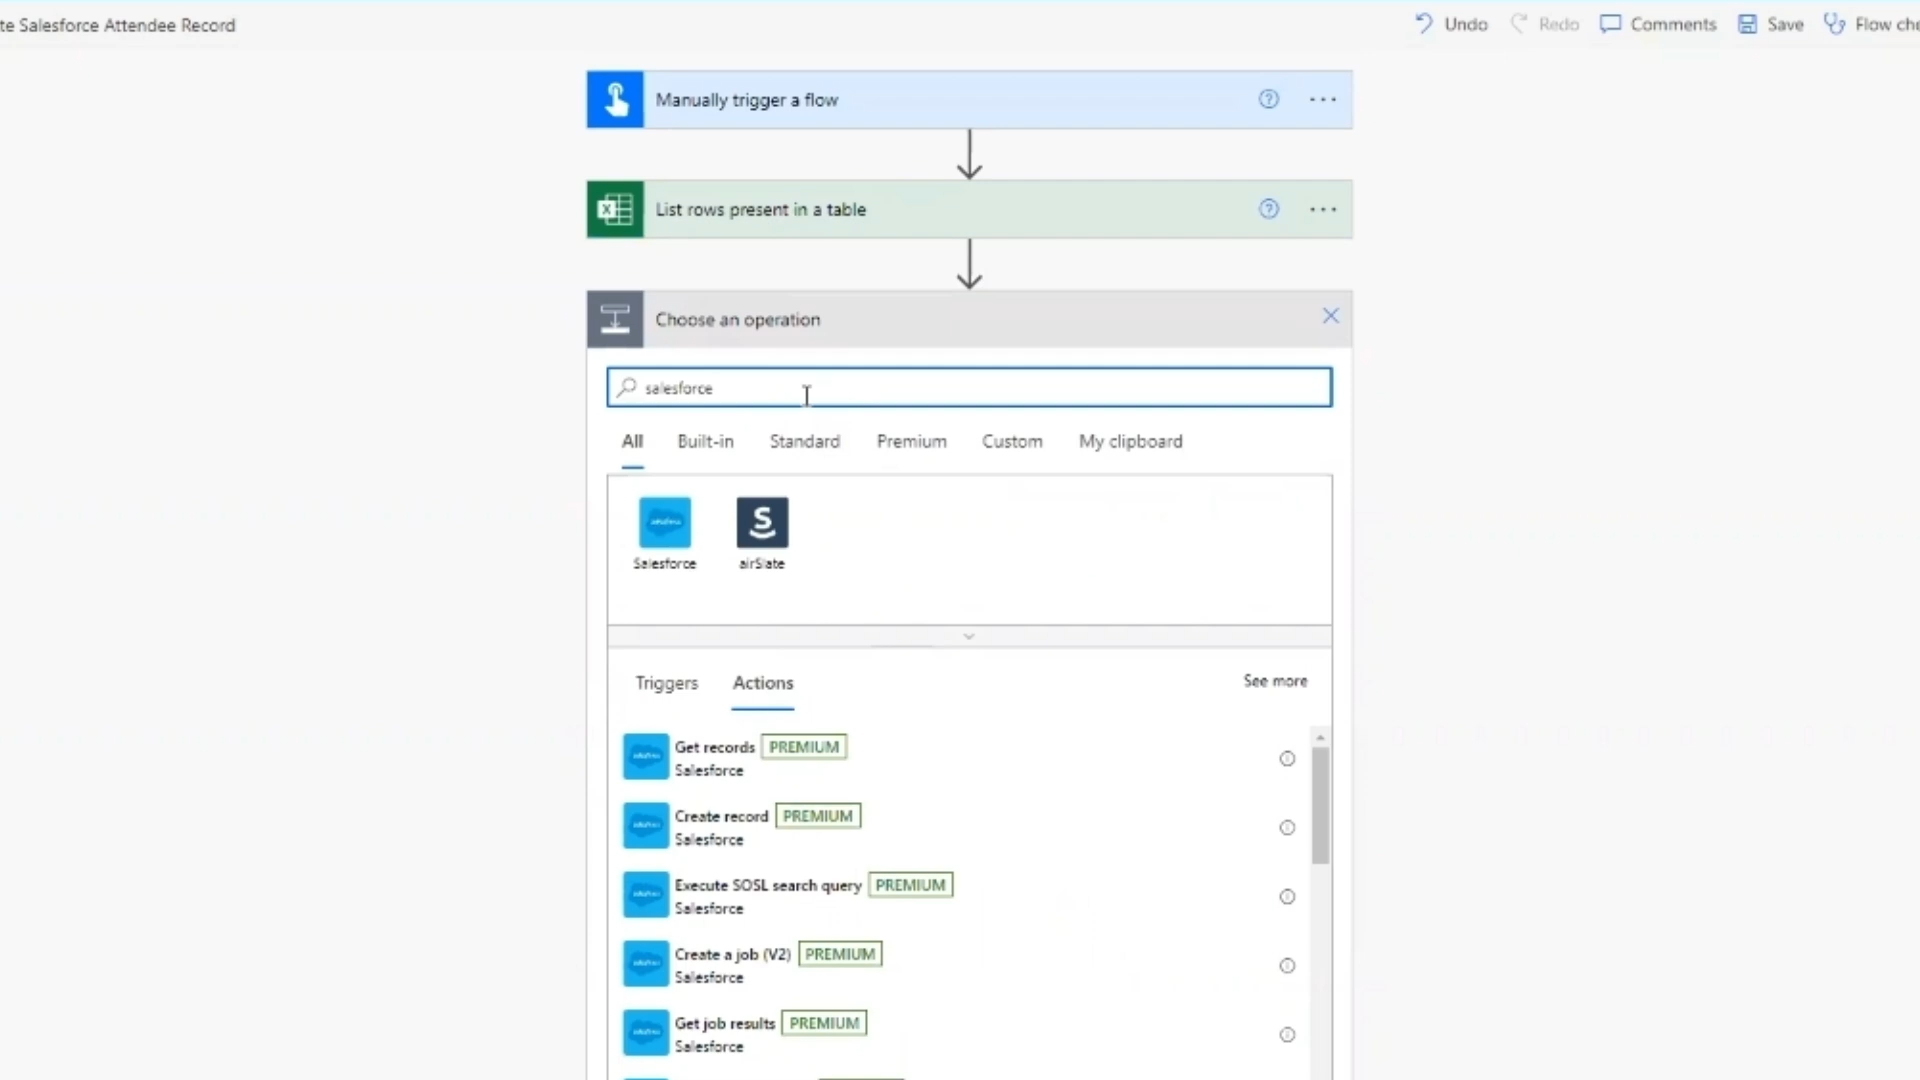 te Salesforce Attendee Record
Undo Redo Comments Save Flow che
Manually trigger a flow
List rows present in a table
Choose an operation
salesforce
All Built-in Standard Premium Custom My clipboard
Salesforce airSlate
Triggers Actions See more
Get records PREMIUM
Salesforce
Create record PREMIUM
Salesforce
Execute SOSL search query PREMIUM
Salesforce
Create a job (V2) PREMIUM
Salesforce
Get job results PREMIUM
Salesforce